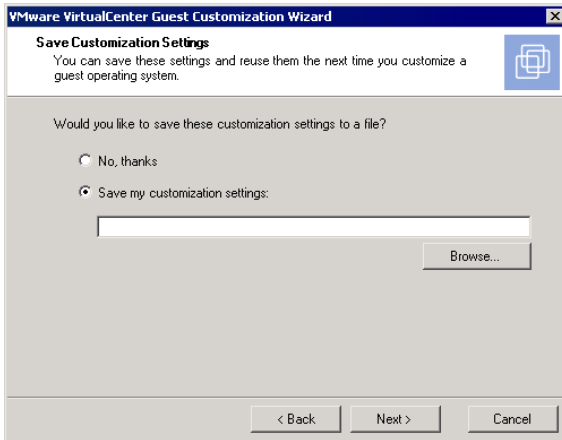 VMware VirtualCenter Guest Customization Wizard
Save Customization Settings
You can save these settings and reuse them the next time you customize a
guest operating system.
Would you like to save these customization settings to a file?
No, thanks
Save my customization settings:
Browse...
< Back
Next >
Cancel